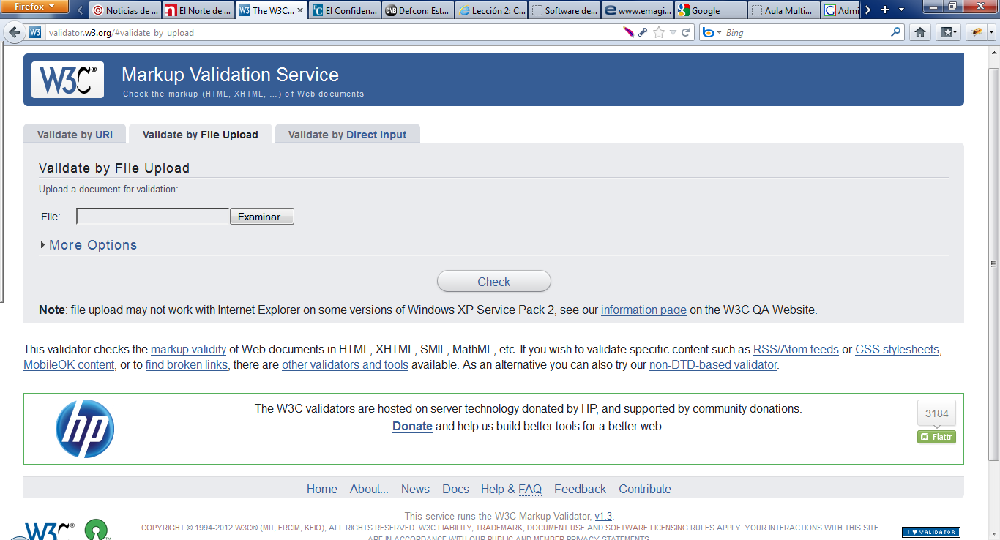 Firefox
Noticias de ...
El Norte de ...
The W3C...
El Confiden...
Defcon: Est...
Lección 2: C...
Software de...
www.emagi...
Google
Aula Multi...
Admi
validator.w3.org/#validate_by_upload
Bing
W3C®
Markup Validation Service
Check the markup (HTML, XHTML, ...) of Web documents
Validate by URI
Validate by File Upload
Validate by Direct Input
Validate by File Upload
Upload a document for validation:
File:
Examinar...
More Options
Check
Note: file upload may not work with Internet Explorer on some versions of Windows XP Service Pack 2, see our information page on the W3C QA Website.
This validator checks the markup validity of Web documents in HTML, XHTML, SMIL, MathML, etc. If you wish to validate specific content such as RSS/Atom feeds or CSS stylesheets,
MobileOK content, or to find broken links, there are other validators and tools available. As an alternative you can also try our non-DTD-based validator.
hp
The W3C validators are hosted on server technology donated by HP, and supported by community donations.
Donate and help us build better tools for a better web.
3184
Flattr
Home About... News Docs Help & FAQ Feedback Contribute
This service runs the W3C Markup Validator, v1.3.
W3C®
COPYRIGHT © 1994-2012 W3C® (MIT, ERCIM, KEIO), ALL RIGHTS RESERVED. W3C LIABILITY, TRADEMARK, DOCUMENT USE AND SOFTWARE LICENSING RULES APPLY. YOUR INTERACTIONS WITH THIS SITE
ARE IN ACCORDANCE WITH OUR PUBLIC AND MEMBER PRIVACY STATEMENTS.
I ♥ VALIDATOR